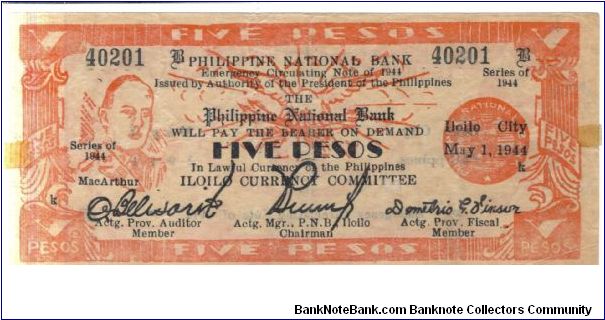 FIVE PESOS
40201 B PHILIPPINE NATIONAL BANK 40201 B
Emergency Circulating Note of 1944
Series of 1944
Issued by Authority of the President of the Philippines
THE
Philippine National Bank
WILL PAY THE BEARER ON DEMAND
FIVE PESOS
In Lawful Currency of the Philippines
ILOILO CURRENCY COMMITTEE
Series of
1944
MacArthur
k
Iloilo City
May 1, 1944
k
NATIONAL
Actg. Prov. Auditor
Member
Actg. Mgr., P.N.B. Iloilo
Chairman
Actg. Prov. Fiscal
Member
PESOS
FIVE PESOS
PESOS
BankNoteBank.com Banknote Collectors Community